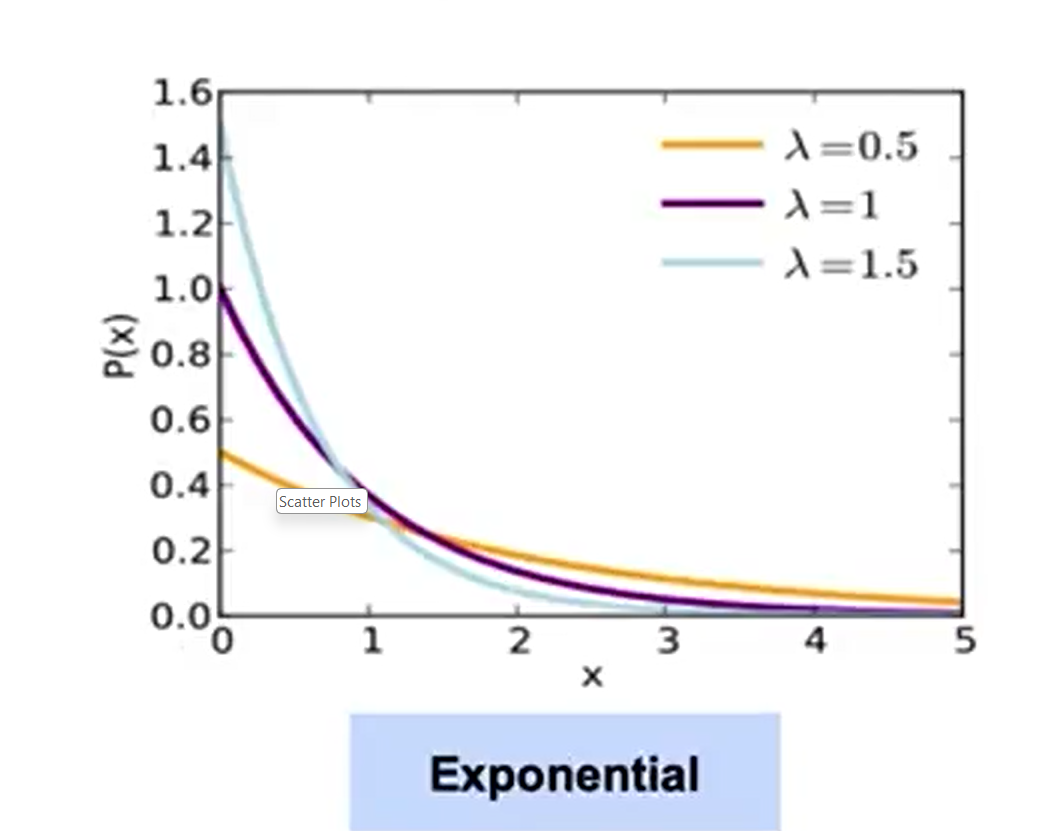 1.6
1.4
1.2
1.0
0.8
0.6
0.4
0.2
0.0
P(x)
λ=0.5
λ=1
λ=1.5
Scatter Plots
0 1 2 3 4 5
x
Exponential